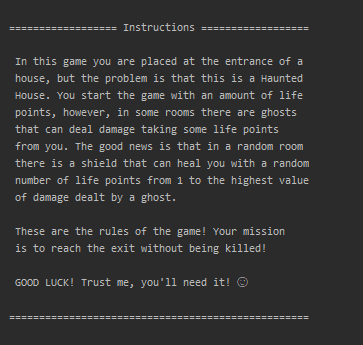 ================== Instructions ==================
In this game you are placed at the entrance of a
house, but the problem is that this is a Haunted
House. You start the game with an amount of life
points, however, in some rooms there are ghosts
that can deal damage taking some life points
from you. The good news is that in a random room
there is a shield that can heal you with a random
number of life points from 1 to the highest value
of damage dealt by a ghost.
These are the rules of the game! Your mission
is to reach the exit without being killed!
GOOD LUCK! Trust me, you'll need it! ☺
==================================================